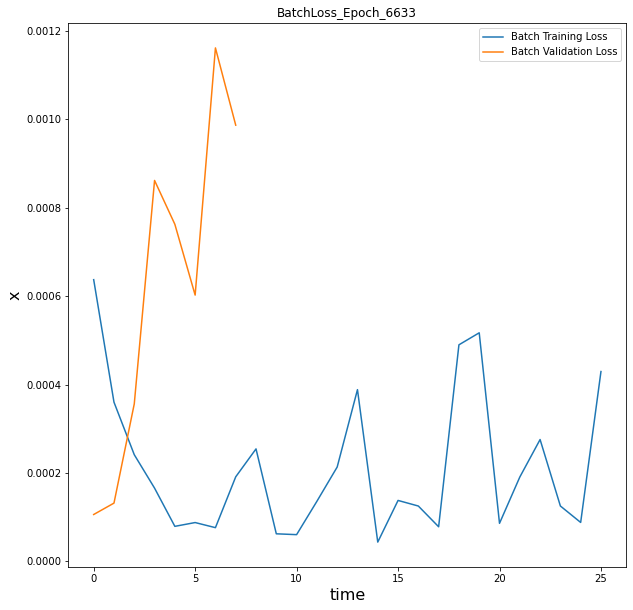 BatchLoss_Epoch_6633
Batch Training Loss
Batch Validation Loss
0.0012
0.0010
0.0008
0.0006
0.0004
0.0002
0.0000
x
0 5 10 15 20 25
time